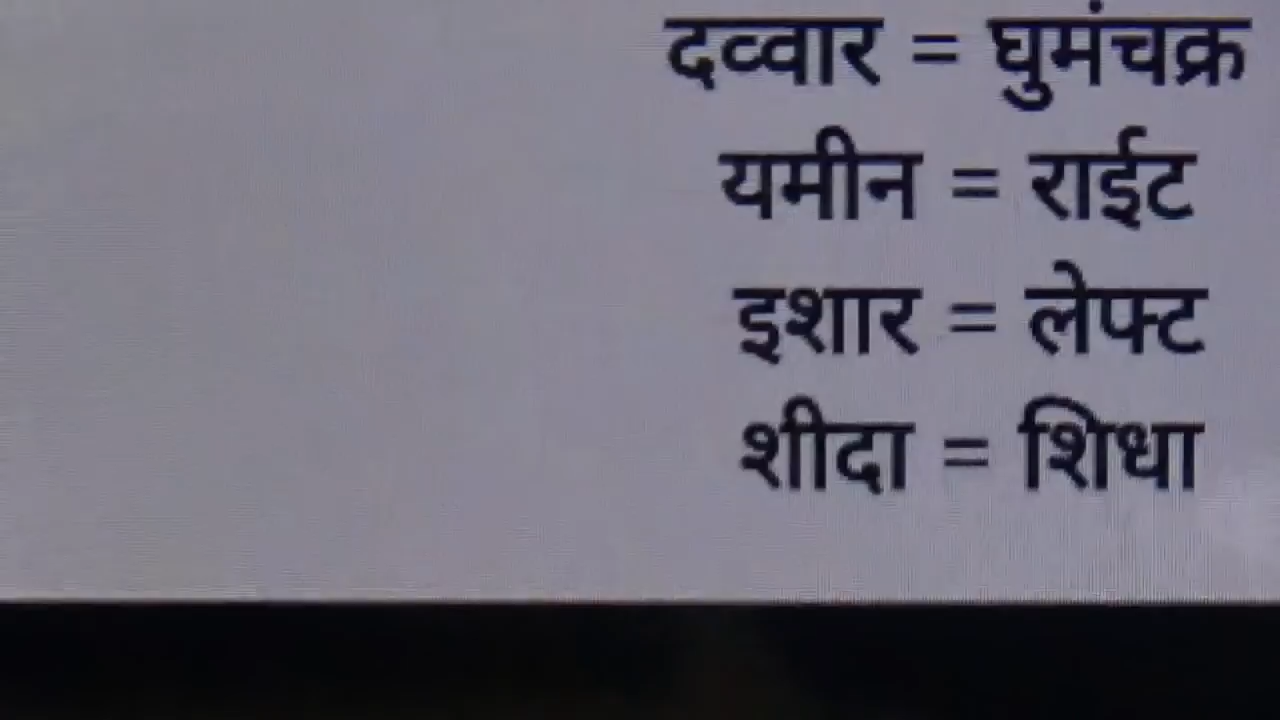 दव्वार = घुमंचक्र
यमीन = राईट
इशार = लेफ्ट
शीदा = शिधा